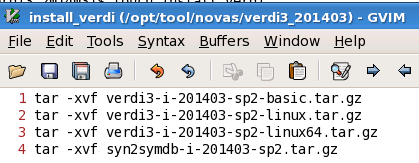 install_verdi (/opt/tool/novas/verdi3_201403) - GVIM
File Edit Tools Syntax Buffers Window Help
1 tar -xvf verdi3-i-201403-sp2-basic.tar.gz
2 tar -xvf verdi3-i-201403-sp2-linux.tar.gz
3 tar -xvf verdi3-i-201403-sp2-linux64.tar.gz
4 tar -xvf syn2symdb-i-201403-sp2.tar.gz